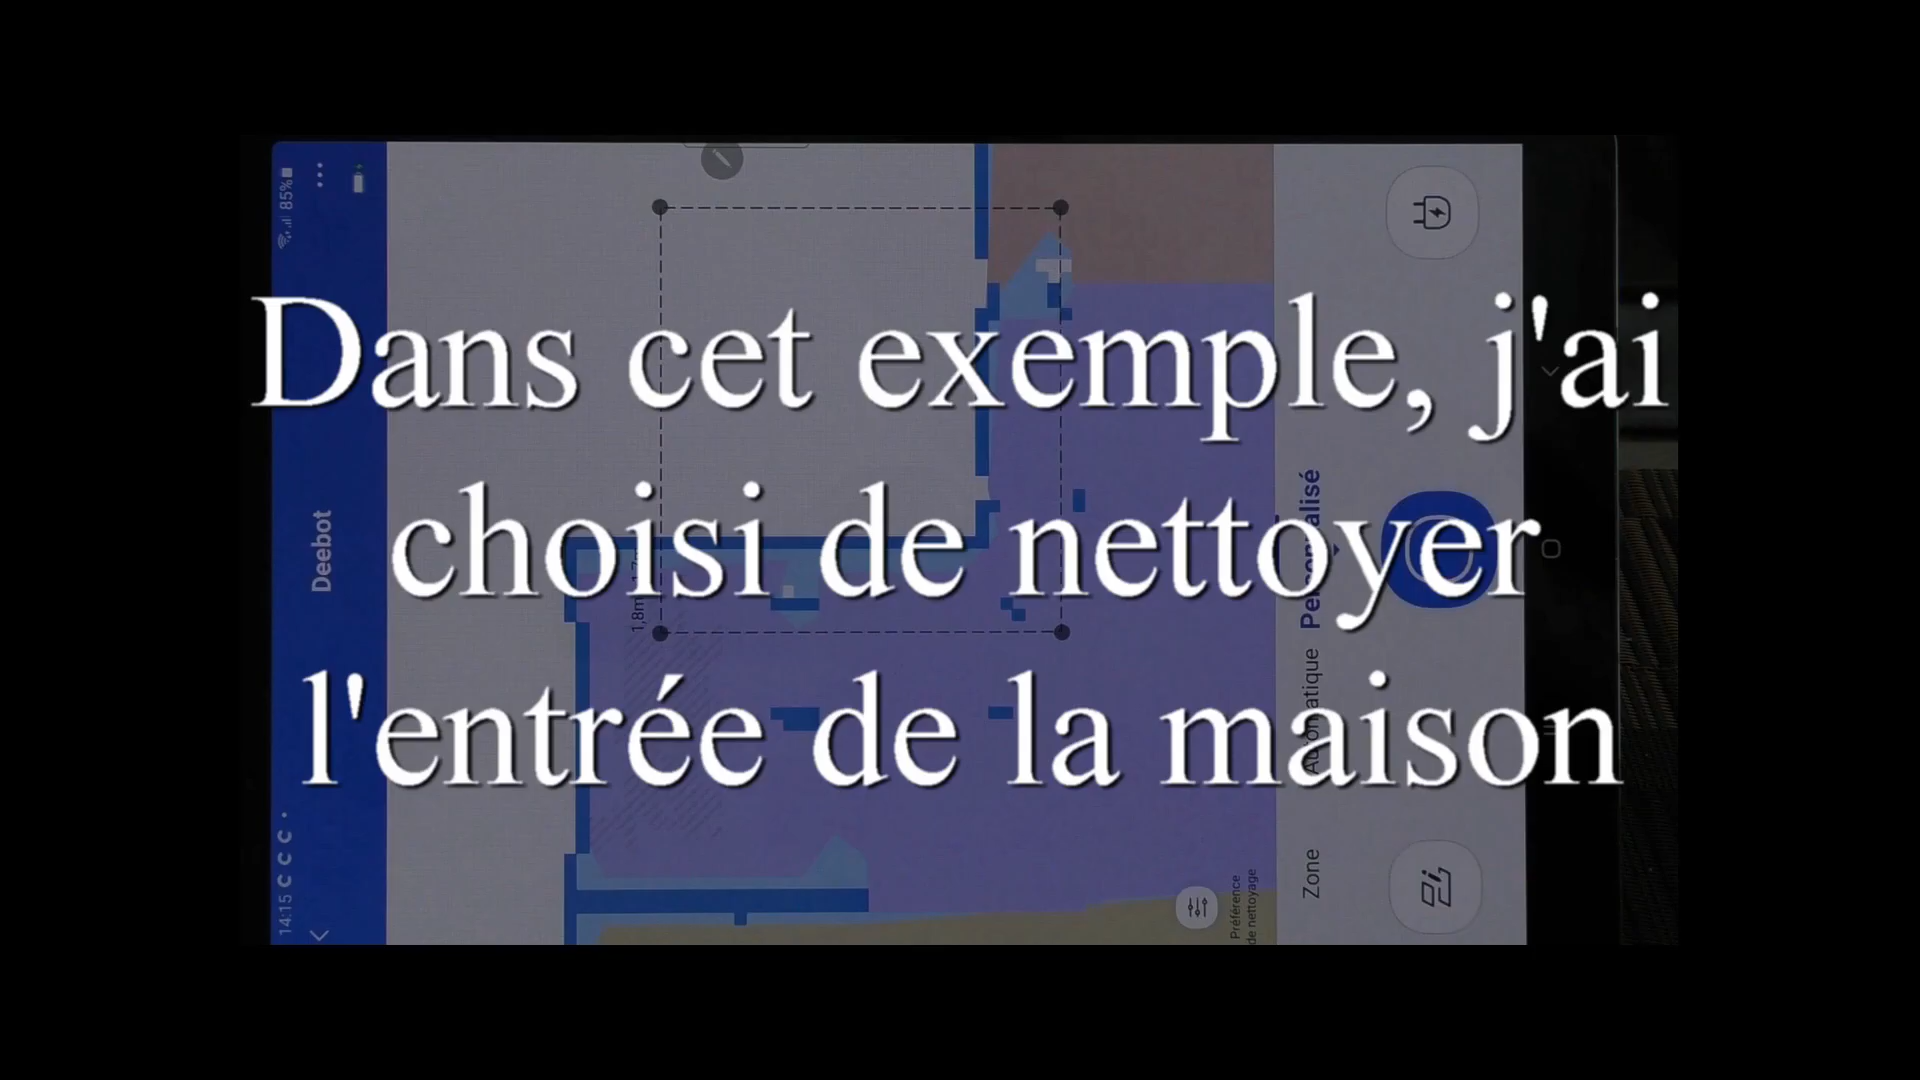 Dans cet exemple, j'ai
choisi de nettoyer
l'entrée de la maison
14:15
85%
Deebot
1,8m
Zone
Automatique
Personnalisé
Préférence
de nettoyage